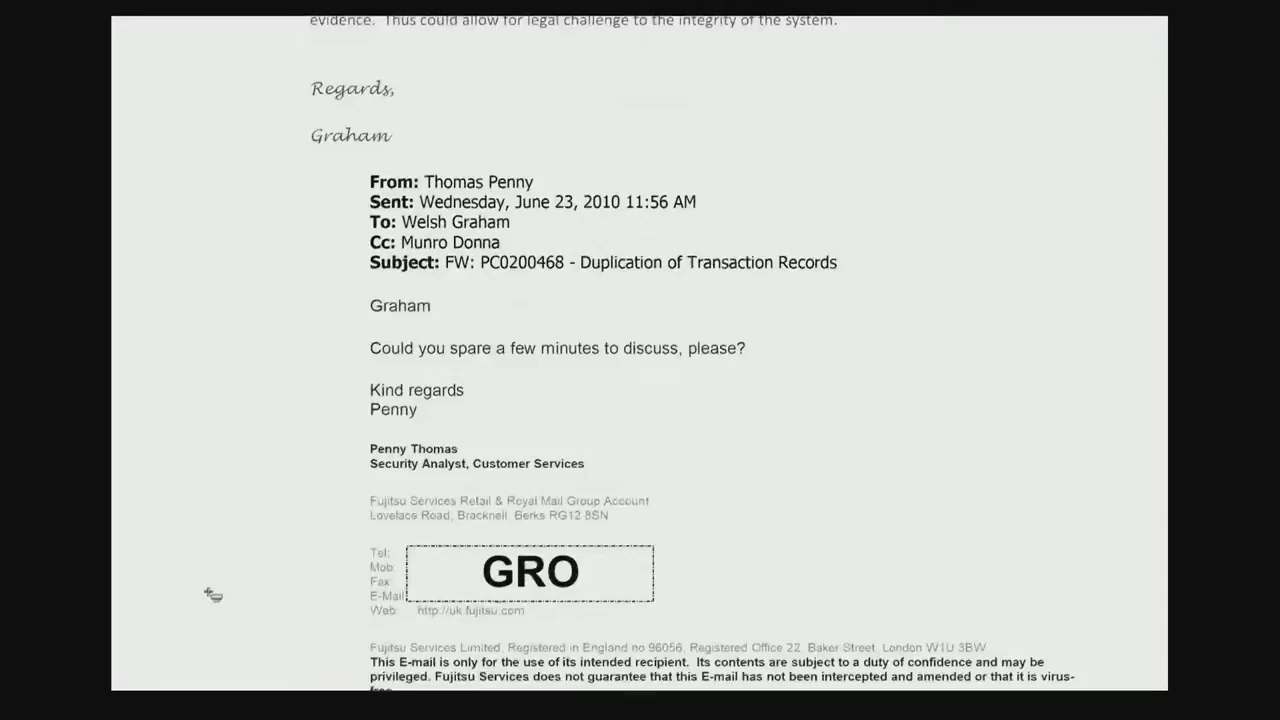 evidence. Thus could allow for legal challenge to the integrity of the system.
Regards,
Graham
From: Thomas Penny
Sent: Wednesday, June 23, 2010 11:56 AM
To: Welsh Graham
Cc: Munro Donna
Subject: FW: PC0200468 - Duplication of Transaction Records
Graham
Could you spare a few minutes to discuss, please?
Kind regards
Penny
Penny Thomas
Security Analyst, Customer Services
Fujitsu Services Retail & Royal Mail Group Account
Lovelace Road, Bracknell, Berks RG12 8SN
Tel:
Mob:
Fax:
E-Mail
GRO
Web: http://uk.fujitsu.com
Fujitsu Services Limited, Registered in England no 96056, Registered Office 22, Baker Street, London W1U 3BW
This E-mail is only for the use of its intended recipient. Its contents are subject to a duty of confidence and may be
privileged. Fujitsu Services does not guarantee that this E-mail has not been intercepted and amended or that it is virus-
free.